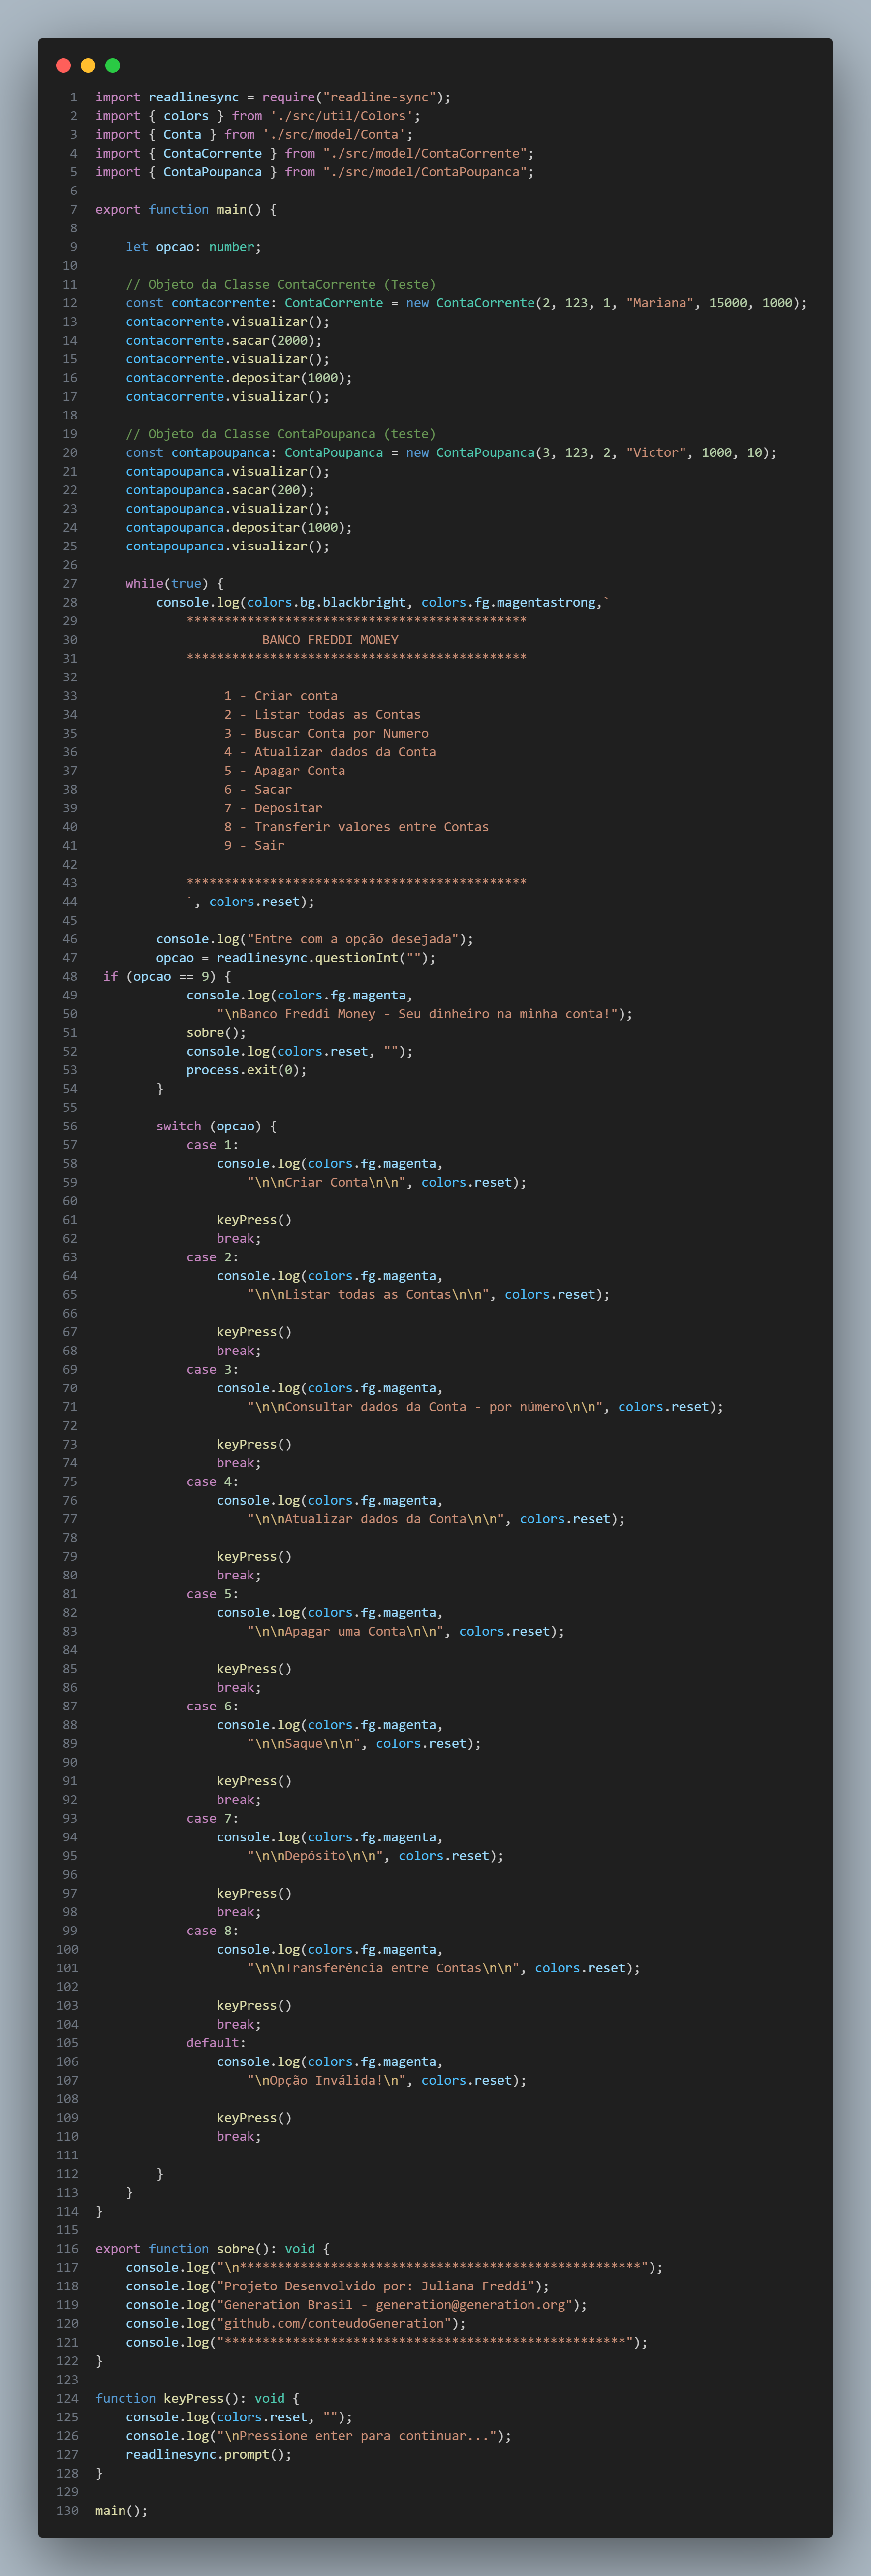 1 import readlinesync = require("readline-sync");
2 import { colors } from './src/util/Colors';
3 import { Conta } from './src/model/Conta';
4 import { ContaCorrente } from "./src/model/ContaCorrente";
5 import { ContaPoupanca } from "./src/model/ContaPoupanca";
6
7 export function main() {
8
9     let opcao: number;
10
11     // Objeto da Classe ContaCorrente (Teste)
12     const contacorrente: ContaCorrente = new ContaCorrente(2, 123, 1, "Mariana", 15000, 1000);
13     contacorrente.visualizar();
14     contacorrente.sacar(2000);
15     contacorrente.visualizar();
16     contacorrente.depositar(1000);
17     contacorrente.visualizar();
18
19     // Objeto da Classe ContaPoupanca (teste)
20     const contapoupanca: ContaPoupanca = new ContaPoupanca(3, 123, 2, "Victor", 1000, 10);
21     contapoupanca.visualizar();
22     contapoupanca.sacar(200);
23     contapoupanca.visualizar();
24     contapoupanca.depositar(1000);
25     contapoupanca.visualizar();
26
27     while(true) {
28         console.log(colors.bg.blackbright, colors.fg.magentastrong,`
29             *********************************************
30                       BANCO FREDDI MONEY
31             *********************************************
32
33                  1 - Criar conta
34                  2 - Listar todas as Contas
35                  3 - Buscar Conta por Numero
36                  4 - Atualizar dados da Conta
37                  5 - Apagar Conta
38                  6 - Sacar
39                  7 - Depositar
40                  8 - Transferir valores entre Contas
41                  9 - Sair
42
43             *********************************************
44             `, colors.reset);
45
46         console.log("Entre com a opção desejada");
47         opcao = readlinesync.questionInt("");
48  if (opcao == 9) {
49             console.log(colors.fg.magenta,
50                 "\nBanco Freddi Money - Seu dinheiro na minha conta!");
51             sobre();
52             console.log(colors.reset, "");
53             process.exit(0);
54         }
55
56         switch (opcao) {
57             case 1:
58                 console.log(colors.fg.magenta,
59                     "\n\nCriar Conta\n\n", colors.reset);
60
61                 keyPress()
62                 break;
63             case 2:
64                 console.log(colors.fg.magenta,
65                     "\n\nListar todas as Contas\n\n", colors.reset);
66
67                 keyPress()
68                 break;
69             case 3:
70                 console.log(colors.fg.magenta,
71                     "\n\nConsultar dados da Conta - por número\n\n", colors.reset);
72
73                 keyPress()
74                 break;
75             case 4:
76                 console.log(colors.fg.magenta,
77                     "\n\nAtualizar dados da Conta\n\n", colors.reset);
78
79                 keyPress()
80                 break;
81             case 5:
82                 console.log(colors.fg.magenta,
83                     "\n\nApagar uma Conta\n\n", colors.reset);
84
85                 keyPress()
86                 break;
87             case 6:
88                 console.log(colors.fg.magenta,
89                     "\n\nSaque\n\n", colors.reset);
90
91                 keyPress()
92                 break;
93             case 7:
94                 console.log(colors.fg.magenta,
95                     "\n\nDepósito\n\n", colors.reset);
96
97                 keyPress()
98                 break;
99             case 8:
100                 console.log(colors.fg.magenta,
101                     "\n\nTransferência entre Contas\n\n", colors.reset);
102
103                 keyPress()
104                 break;
105             default:
106                 console.log(colors.fg.magenta,
107                     "\nOpção Inválida!\n", colors.reset);
108
109                 keyPress()
110                 break;
111
112         }
113     }
114 }
115
116 export function sobre(): void {
117     console.log("\n*****************************************************");
118     console.log("Projeto Desenvolvido por: Juliana Freddi");
119     console.log("Generation Brasil - generation@generation.org");
120     console.log("github.com/conteudoGeneration");
121     console.log("*****************************************************");
122 }
123
124 function keyPress(): void {
125     console.log(colors.reset, "");
126     console.log("\nPressione enter para continuar...");
127     readlinesync.prompt();
128 }
129
130 main();